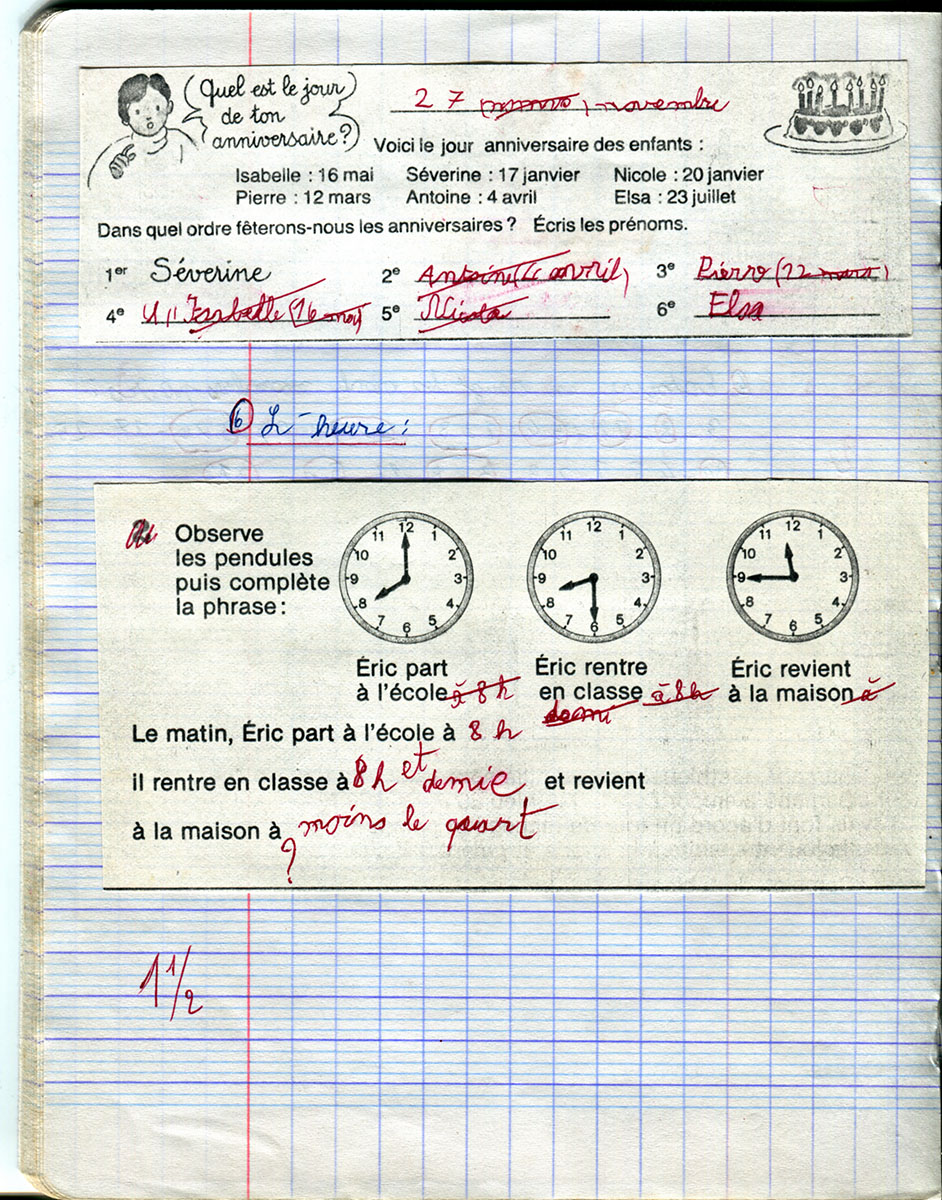 Quel est le jour
de ton
anniversaire ?
27 novembre
Voici le jour anniversaire des enfants :
Isabelle : 16 mai Séverine : 17 janvier Nicole : 20 janvier
Pierre : 12 mars Antoine : 4 avril Elsa : 23 juillet
Dans quel ordre fêterons-nous les anniversaires ? Écris les prénoms.
1er Séverine 2e Antoine (4 avril) 3e Pierre (12 mars)
4e Isabelle (16 mai) 5e 6e Elsa
6 L'heure :
Observe
les pendules
puis complète
la phrase :
12 1 2 3 4 5 6 7 8 9 10 11
12 1 2 3 4 5 6 7 8 9 10 11
12 1 2 3 4 5 6 7 8 9 10 11
Éric part
à l'école à 8 h
Éric rentre
en classe à 8h
demi
Éric revient
à la maison à
Le matin, Éric part à l'école à 8 h
il rentre en classe à 8h et demie et revient
à la maison à moins le quart
?
1 1/2